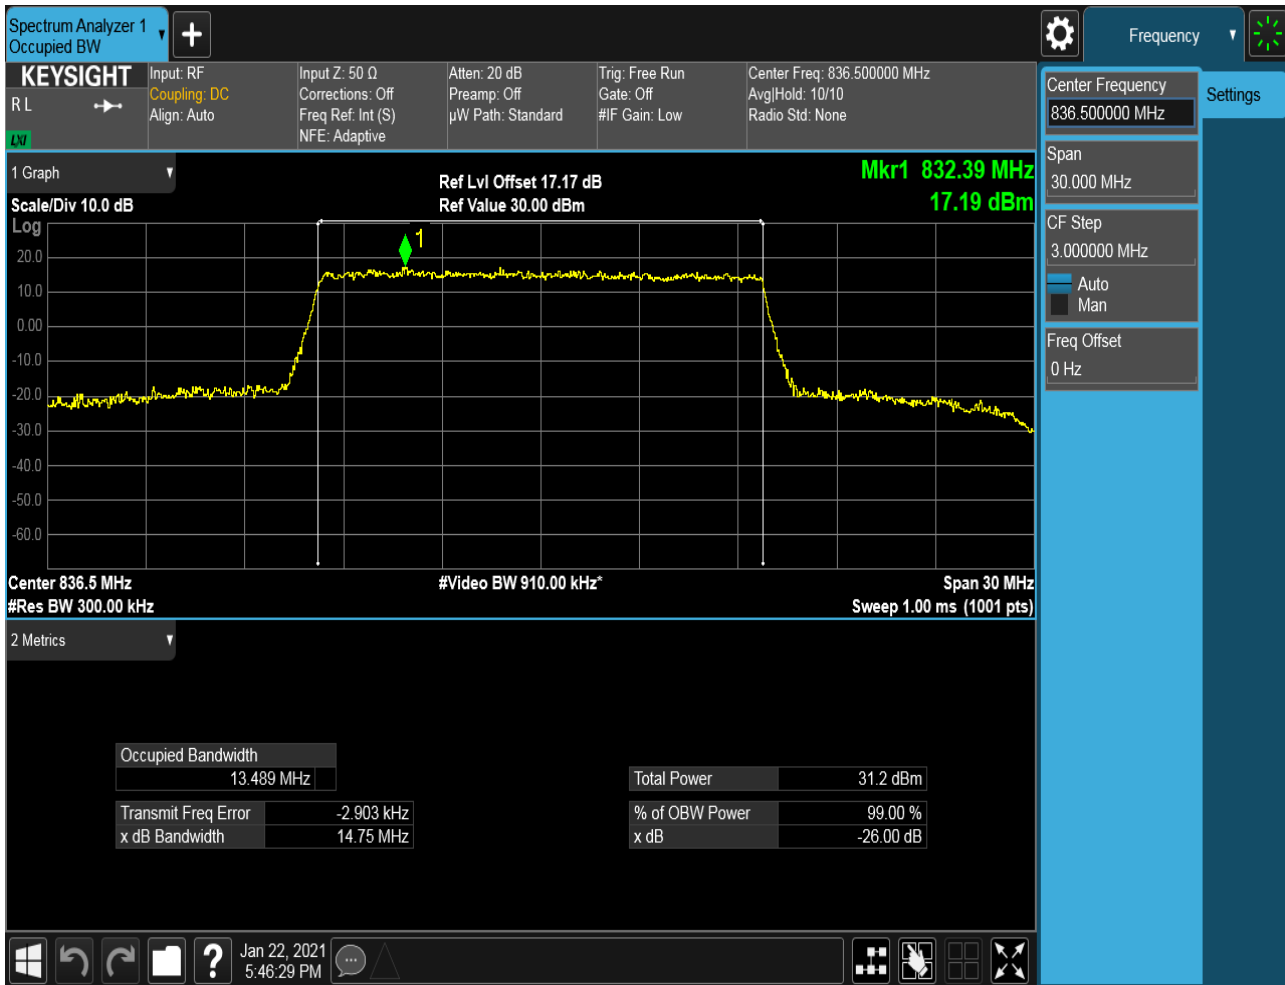 Spectrum Analyzer 1
Occupied BW
Frequency
KEYSIGHT
R L
LXI
Input: RF
Coupling: DC
Align: Auto
Input Z: 50 Ω
Corrections: Off
Freq Ref: Int (S)
NFE: Adaptive
Atten: 20 dB
Preamp: Off
µW Path: Standard
Trig: Free Run
Gate: Off
#IF Gain: Low
Center Freq: 836.500000 MHz
Avg|Hold: 10/10
Radio Std: None
Center Frequency
836.500000 MHz
Settings
Span
30.000 MHz
CF Step
3.000000 MHz
Auto
Man
Freq Offset
0 Hz
1 Graph
Scale/Div 10.0 dB
Log
Ref Lvl Offset 17.17 dB
Ref Value 30.00 dBm
Mkr1 832.39 MHz
17.19 dBm
1
20.0
10.0
0.00
-10.0
-20.0
-30.0
-40.0
-50.0
-60.0
Center 836.5 MHz
#Res BW 300.00 kHz
#Video BW 910.00 kHz*
Span 30 MHz
Sweep 1.00 ms (1001 pts)
2 Metrics
Occupied Bandwidth
13.489 MHz
Transmit Freq Error -2.903 kHz
x dB Bandwidth 14.75 MHz
Total Power 31.2 dBm
% of OBW Power 99.00 %
x dB -26.00 dB
Jan 22, 2021
5:46:29 PM